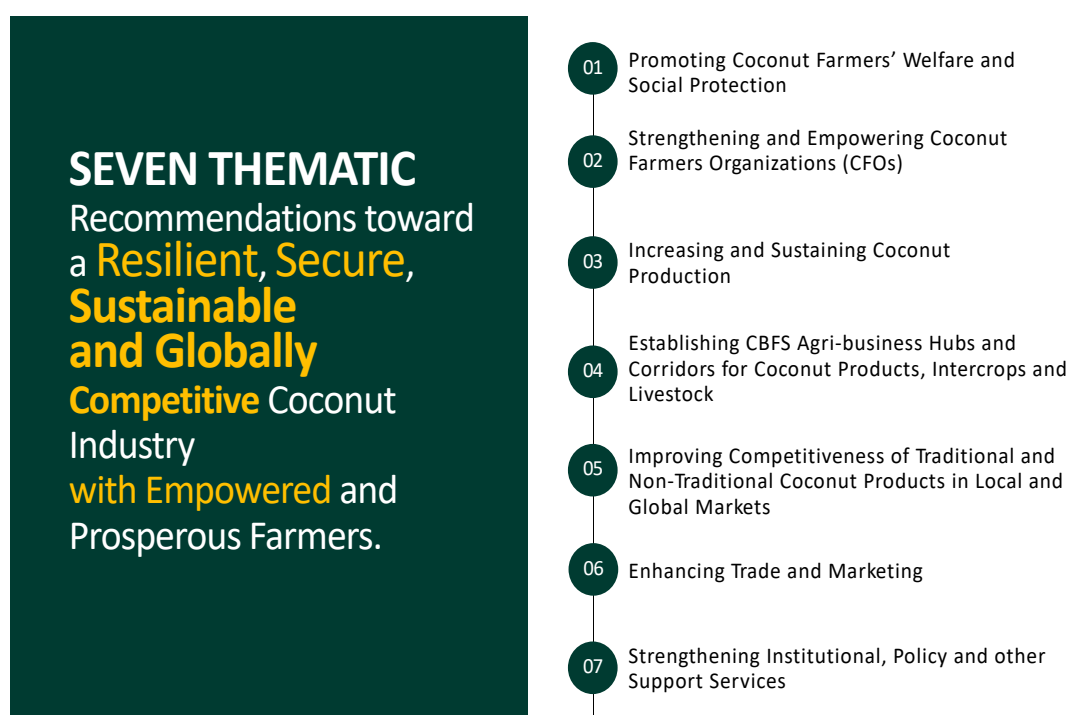 SEVEN THEMATIC
Recommendations toward
a Resilient, Secure,
Sustainable
and Globally
Competitive Coconut
Industry
with Empowered and
Prosperous Farmers.
01
Promoting Coconut Farmers’ Welfare and
Social Protection
02
Strengthening and Empowering Coconut
Farmers Organizations (CFOs)
03
Increasing and Sustaining Coconut
Production
04
Establishing CBFS Agri-business Hubs and
Corridors for Coconut Products, Intercrops and
Livestock
05
Improving Competitiveness of Traditional and
Non-Traditional Coconut Products in Local and
Global Markets
06
Enhancing Trade and Marketing
07
Strengthening Institutional, Policy and other
Support Services